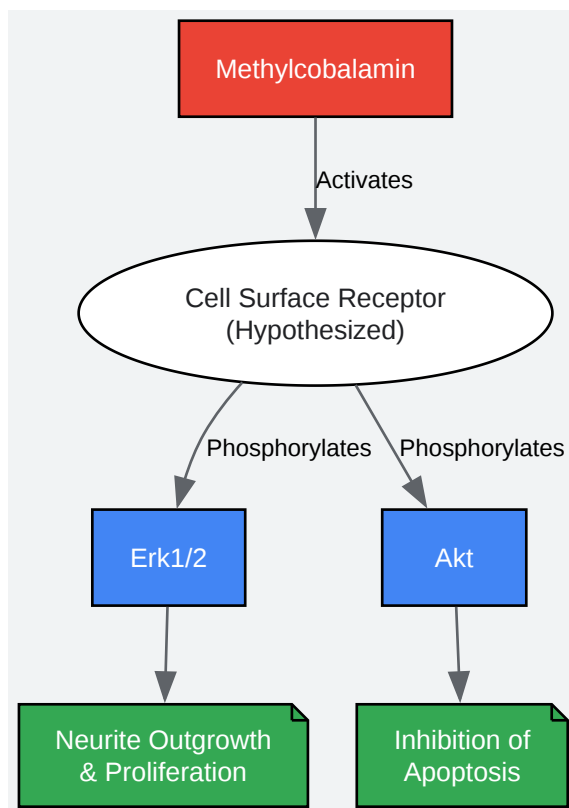 Methylcobalamin
Activates
Cell Surface Receptor
(Hypothesized)
Phosphorylates
Phosphorylates
Erk1/2
Akt
Neurite Outgrowth
& Proliferation
Inhibition of
Apoptosis